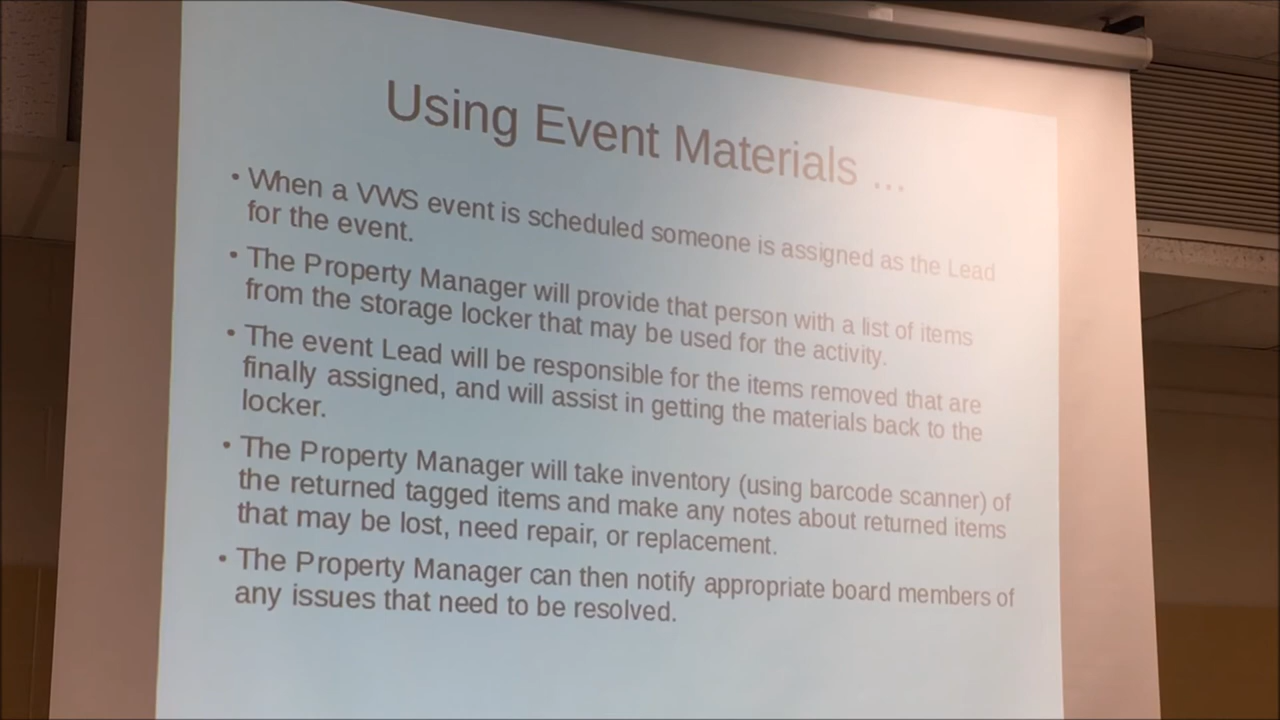 Using Event Materials ...
• When a VWS event is scheduled someone is assigned as the Lead
for the event.
• The Property Manager will provide that person with a list of items
from the storage locker that may be used for the activity.
• The event Lead will be responsible for the items removed that are
finally assigned, and will assist in getting the materials back to the
locker.
• The Property Manager will take inventory (using barcode scanner) of
the returned tagged items and make any notes about returned items
that may be lost, need repair, or replacement.
• The Property Manager can then notify appropriate board members of
any issues that need to be resolved.